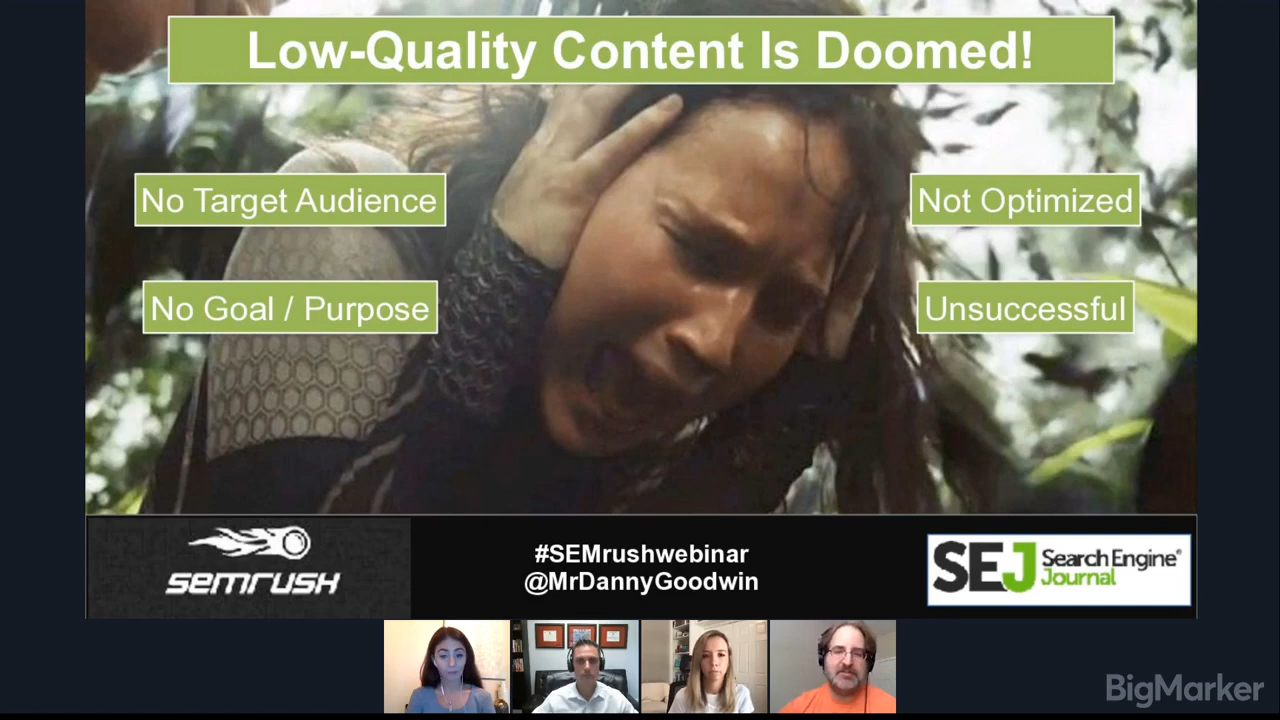 Low-Quality Content Is Doomed!
No Target Audience
Not Optimized
No Goal / Purpose
Unsuccessful
semrush
#SEMrushwebinar
@MrDannyGoodwin
SEJ Search Engine®
Journal
BigMarker